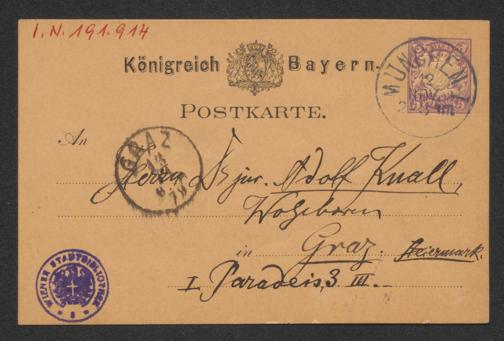 I.N. 191.914
Königreich Bayern.
POSTKARTE.
MÜNCHEN
12
An
GRAZ
Herrn Dr jur. Adolf Knall,
Wohlgeboren
in Graz. Steiermark.
I Paradeis, 3. III.
WIENER STADTBIBLIOTHEK